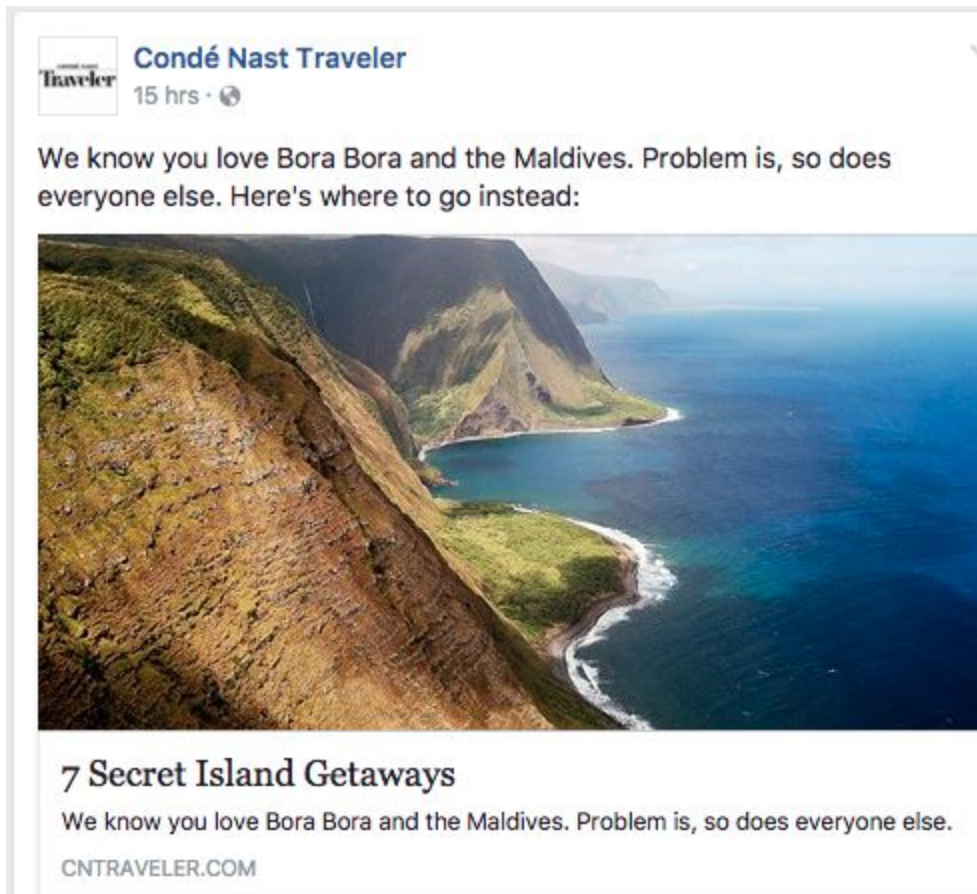 Traveler
Condé Nast Traveler
15 hrs ·
We know you love Bora Bora and the Maldives. Problem is, so does
everyone else. Here's where to go instead:
7 Secret Island Getaways
We know you love Bora Bora and the Maldives. Problem is, so does everyone else.
CNTRAVELER.COM